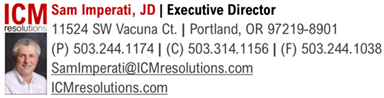 ICM
resolutions
Sam Imperati, JD | Executive Director
11524 SW Vacuna Ct. | Portland, OR 97219-8901
(P) 503.244.1174 | (C) 503.314.1156 | (F) 503.244.1038
SamImperati@ICMresolutions.com
ICMresolutions.com